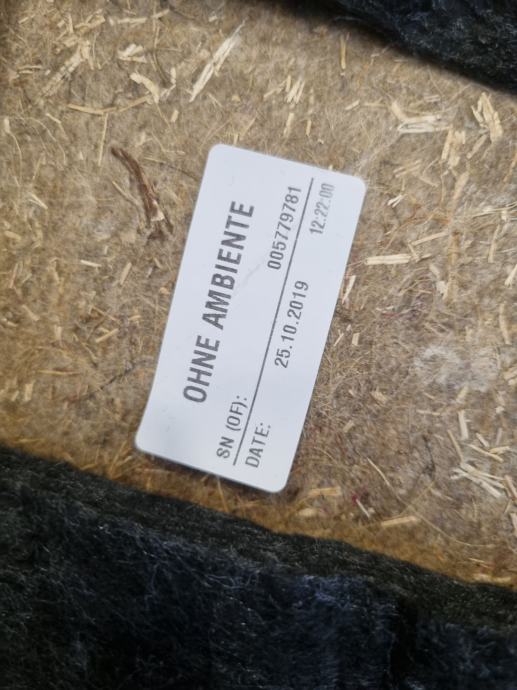 OHNE AMBIENTE
SN (OF): 005779781
DATE: 25.10.2019 12:22:00